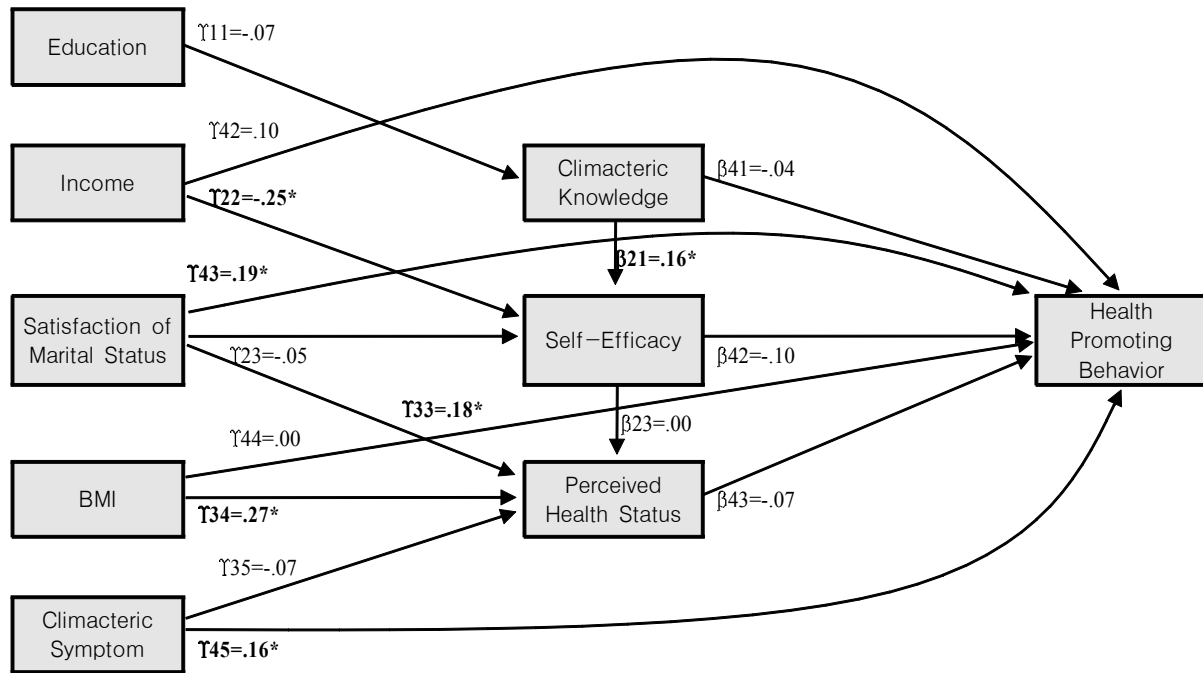 ϒ11=-.07
Education
ϒ42=.10
Income
Climacteric
Knowledge
β41=-.04
ϒ22=-.25*
β21=.16*
ϒ43=.19*
Satisfaction of
Marital Status
Self-Efficacy
Health
Promoting
Behavior
ϒ23=-.05
β42=-.10
ϒ33=.18*
β23=.00
ϒ44=.00
BMI
Perceived
Health Status
β43=-.07
ϒ34=.27*
ϒ35=-.07
Climacteric
Symptom
ϒ45=.16*